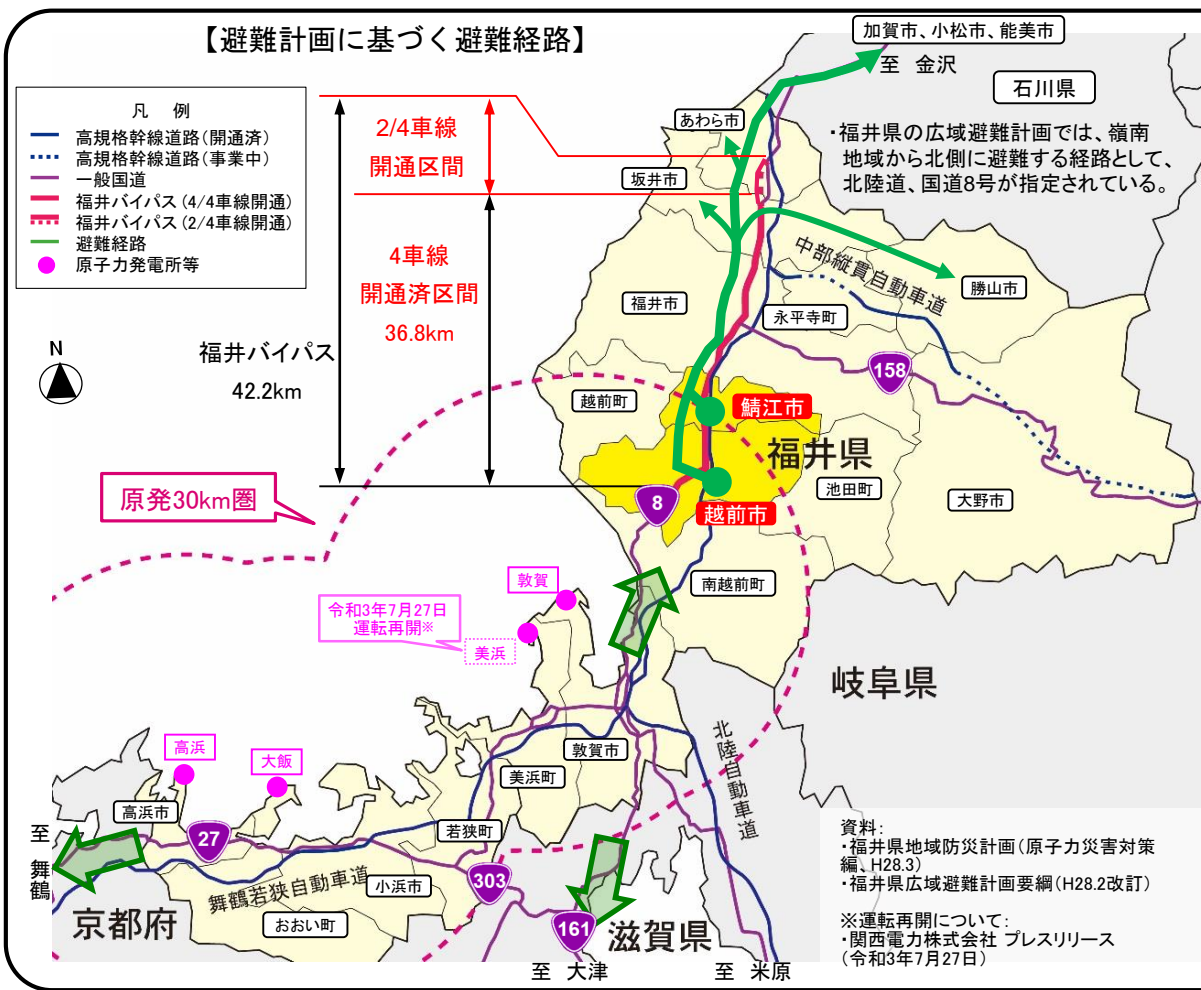 【避難計画に基づく避難経路】
加賀市、小松市、能美市
至 金沢
石川県
凡 例
高規格幹線道路(開通済)
高規格幹線道路(事業中)
一般国道
福井バイパス(4/4車線開通)
福井バイパス(2/4車線開通)
避難経路
原子力発電所等
2/4車線
開通区間
あわら市
・福井県の広域避難計画では、嶺南
地域から北側に避難する経路として、
北陸道、国道8号が指定されている。
坂井市
4車線
開通済区間
36.8km
中部縦貫自動車道
勝山市
福井市
永平寺町
福井バイパス
42.2km
N
158
越前町
鯖江市
福井県
原発30km圏
8
越前市
池田町
大野市
敦賀
南越前町
令和3年7月27日
運転再開※
美浜
岐阜県
高浜
大飯
敦賀市
美浜町
北陸自動車道
高浜市
27
若狭町
至 舞鶴
舞鶴若狭自動車道
小浜市
303
京都府
おおい町
161
滋賀県
至 大津
至 米原
資料:
・福井県地域防災計画(原子力災害対策
編、H28.3)
・福井県広域避難計画要綱(H28.2改訂)
※運転再開について:
・関西電力株式会社 プレスリリース
(令和3年7月27日)